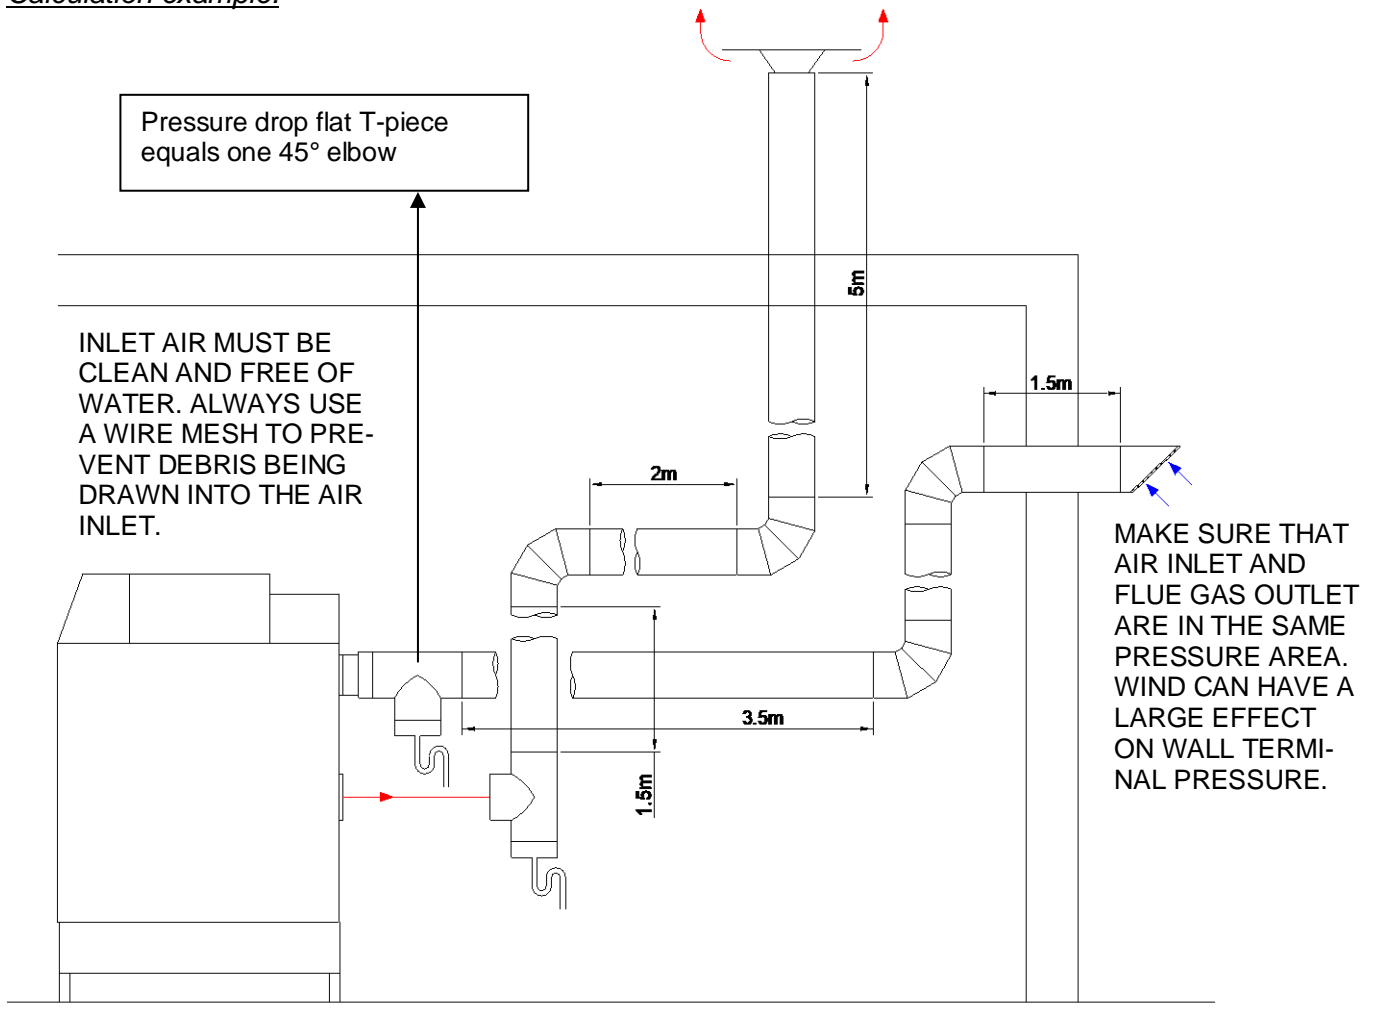 Calculation example:
Pressure drop flat T-piece
equals one 45° elbow
5m
INLET AIR MUST BE
CLEAN AND FREE OF
WATER. ALWAYS USE
A WIRE MESH TO PRE-
VENT DEBRIS BEING
DRAWN INTO THE AIR
INLET.
1.5m
2m
MAKE SURE THAT
AIR INLET AND
FLUE GAS OUTLET
ARE IN THE SAME
PRESSURE AREA.
WIND CAN HAVE A
LARGE EFFECT
ON WALL TERMI-
NAL PRESSURE.
3.5m
1.5m